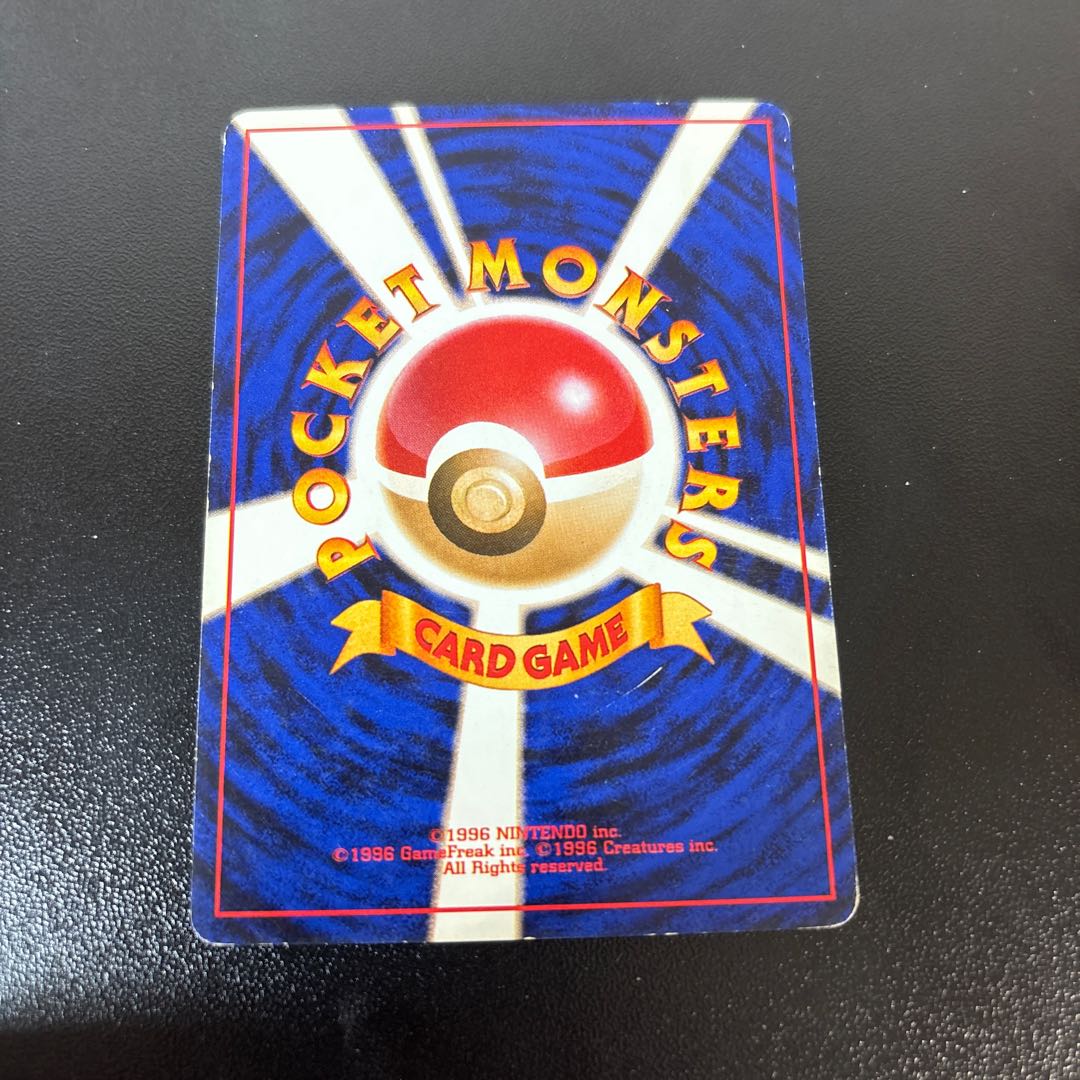 POCKET MONSTERS
CARD GAME
©1996 NINTENDO inc.
©1996 GameFreak inc. ©1996 Creatures inc.
All Rights reserved.